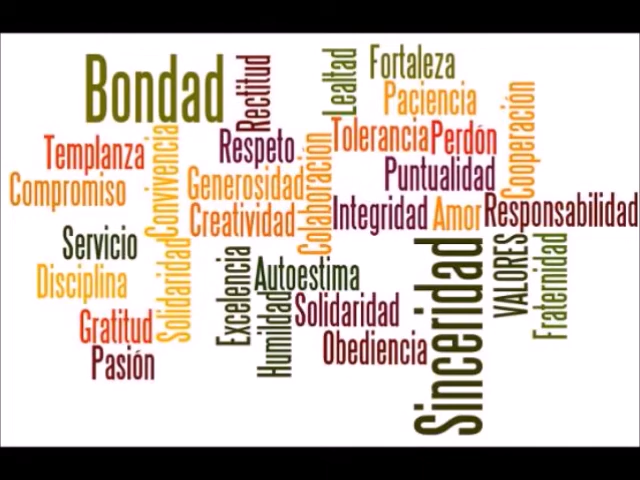 Bondad
Rectitud
Lealtad
Fortaleza
Paciencia
Cooperación
Templanza
Convivencia
Respeto
Colaboración
Tolerancia
Perdón
Compromiso
Generosidad
Puntualidad
Creatividad
Integridad
Amor
Responsabilidad
Servicio
Solidaridad
Excelencia
Autoestima
Sinceridad
VALORES
Fraternidad
Disciplina
Humildad
Solidaridad
Gratitud
Obediencia
Pasión